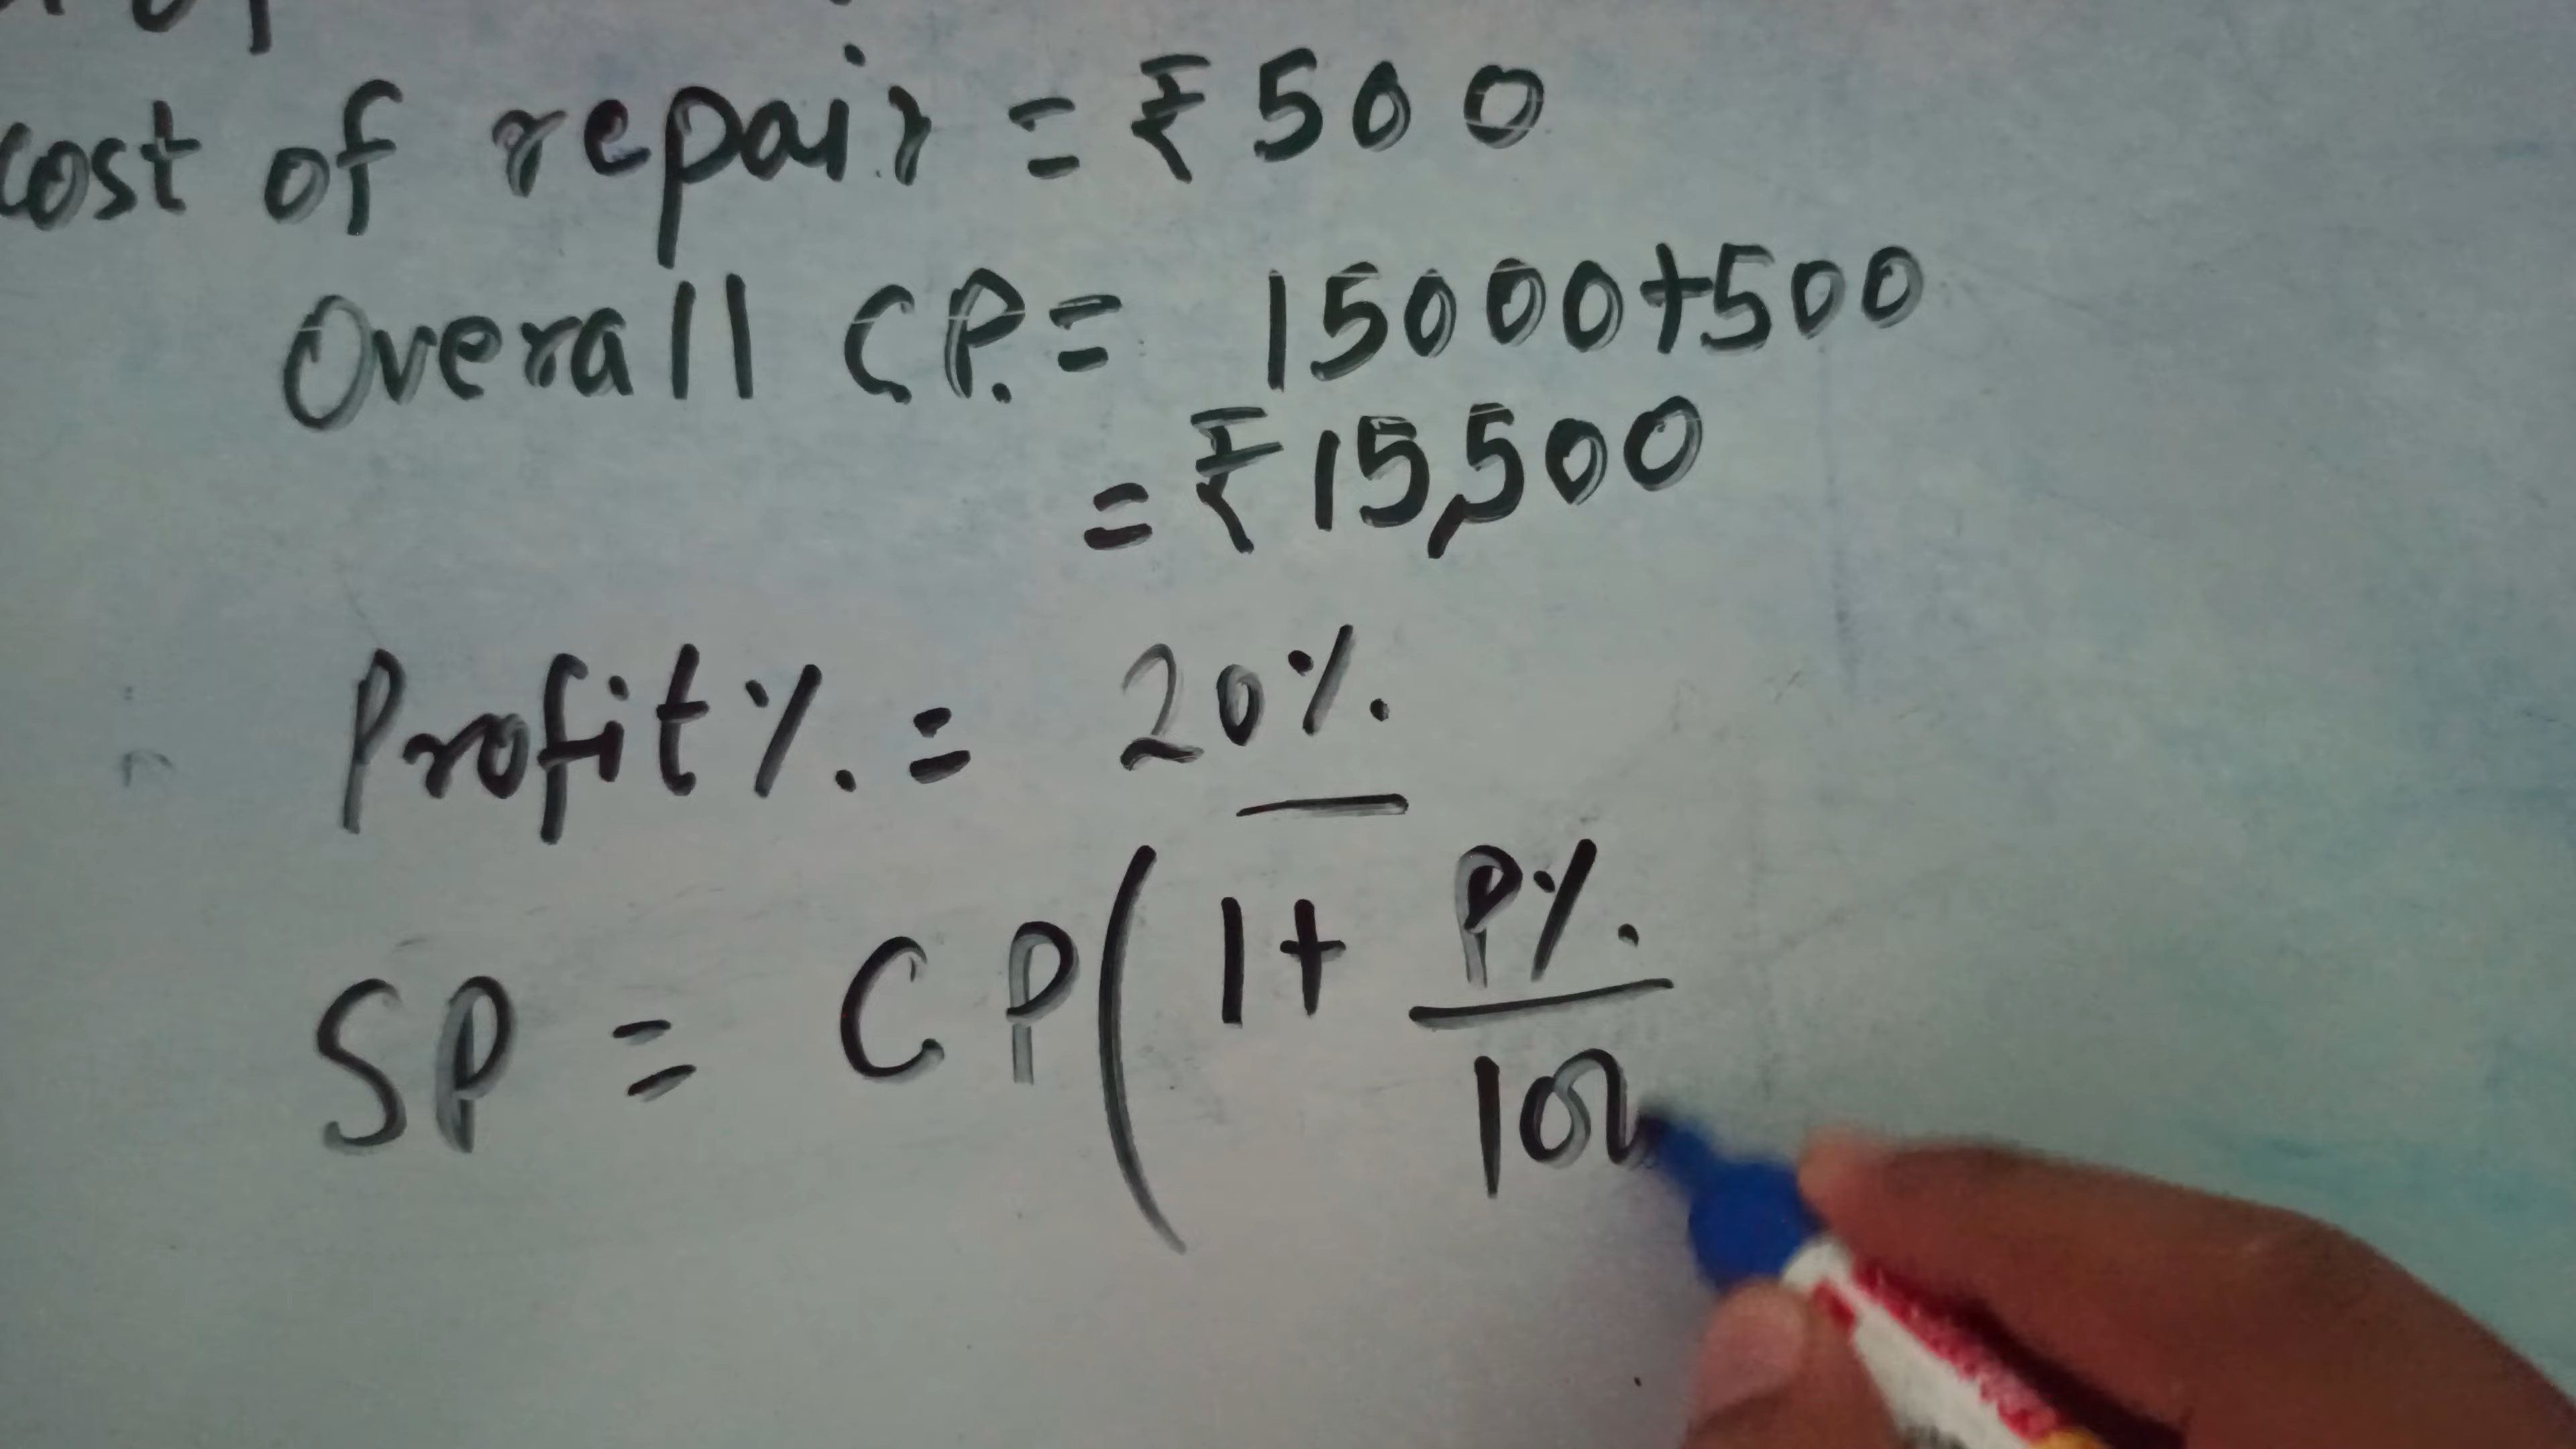 cost of repair = ₹500
Overall C.P. = 15000+500
= ₹15,500
Profit%. = 20%.
SP = CP(1+ P%./100